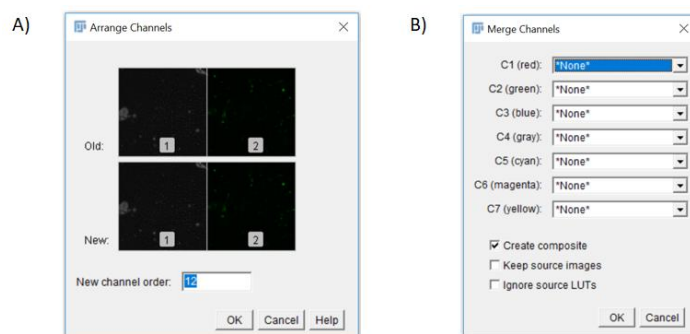 A)
Arrange Channels
Old:
1 2
New:
1 2
New channel order: 12
OK Cancel Help
B)
Merge Channels
C1 (red): *None*
C2 (green): *None*
C3 (blue): *None*
C4 (gray): *None*
C5 (cyan): *None*
C6 (magenta): *None*
C7 (yellow): *None*
Create composite
Keep source images
Ignore source LUTs
OK Cancel